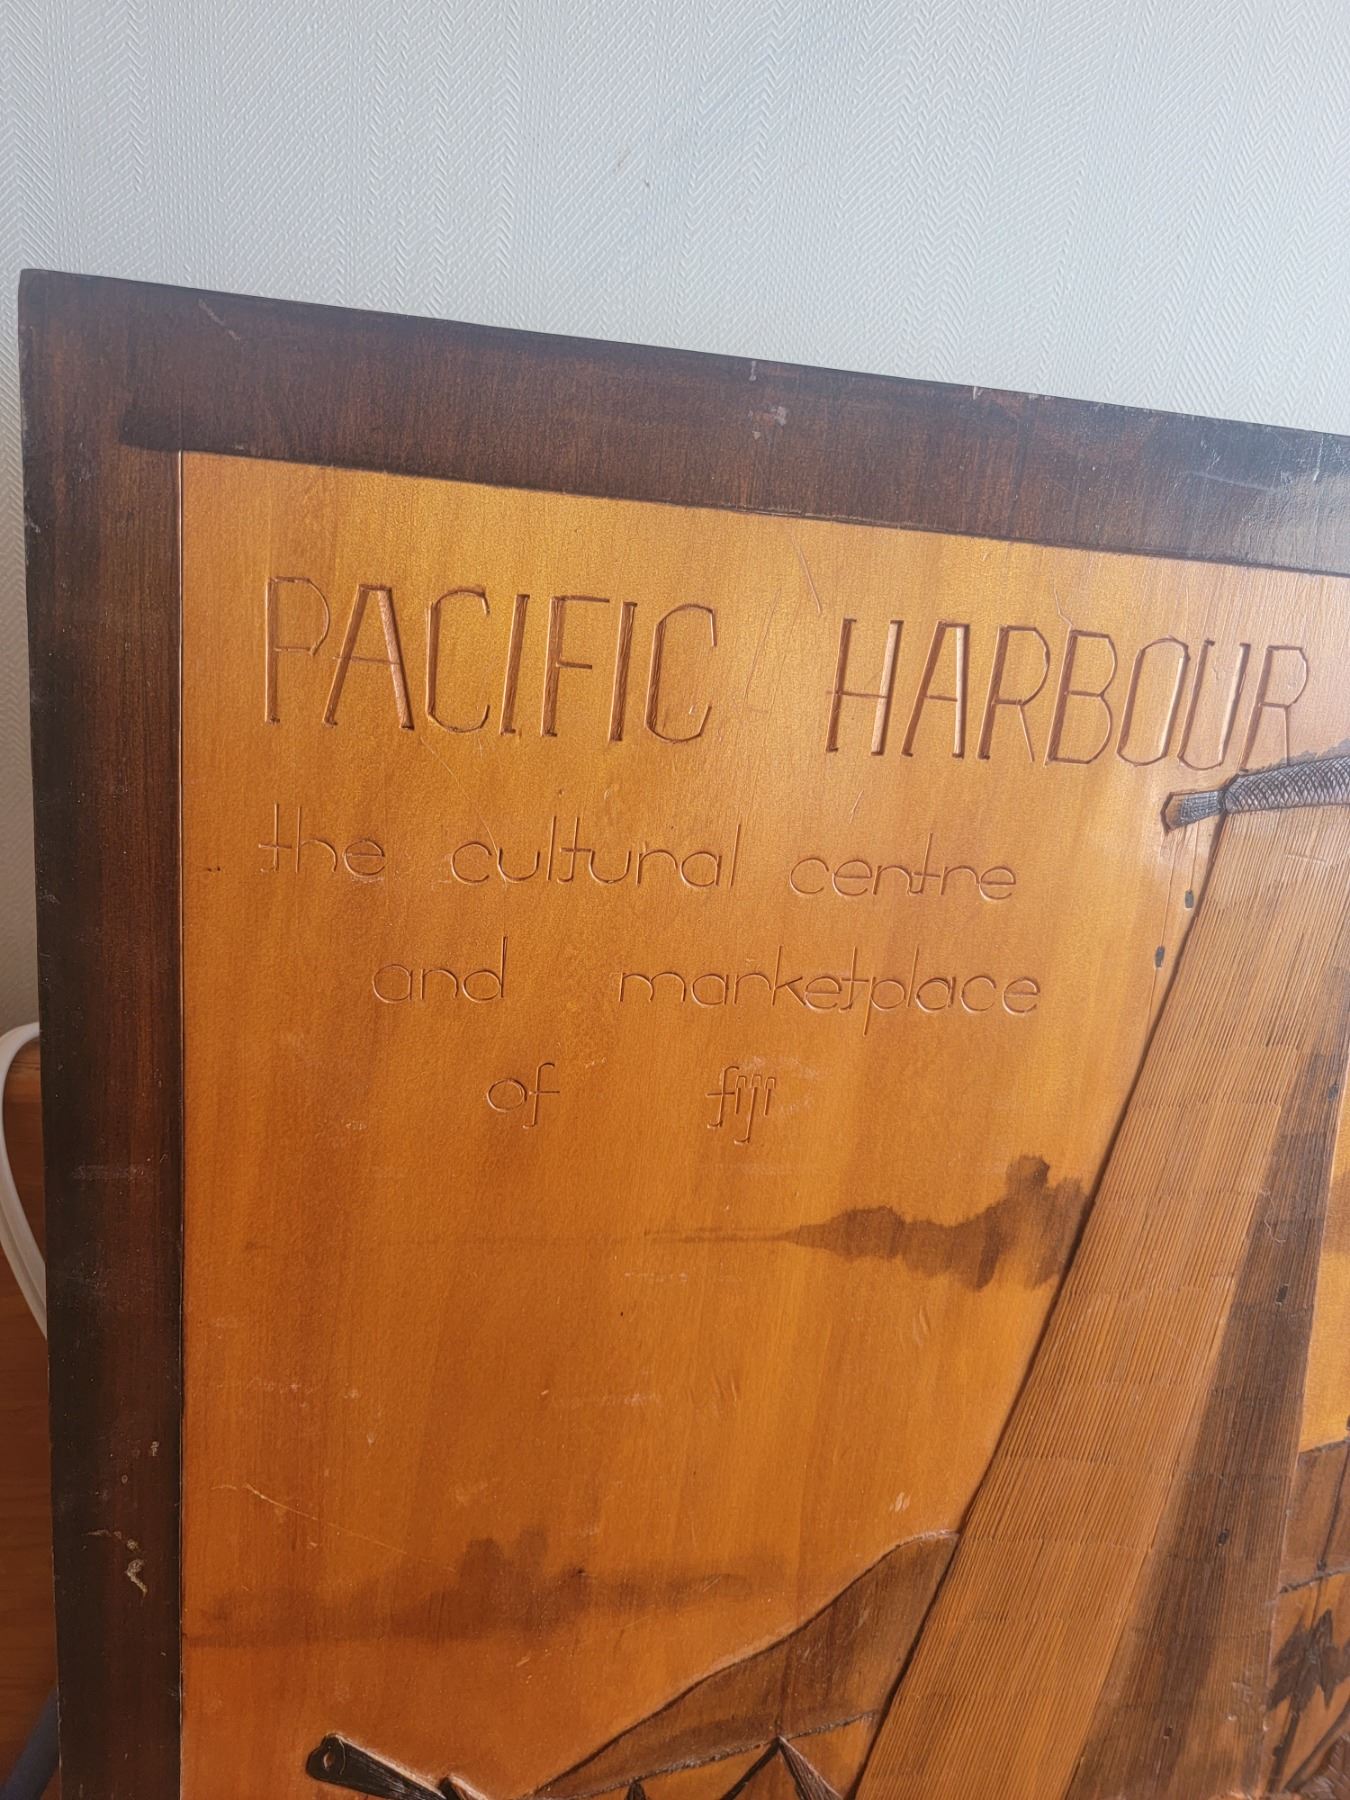 PACIFIC HARBOUR
the cultural centre
and marketplace
of fiji